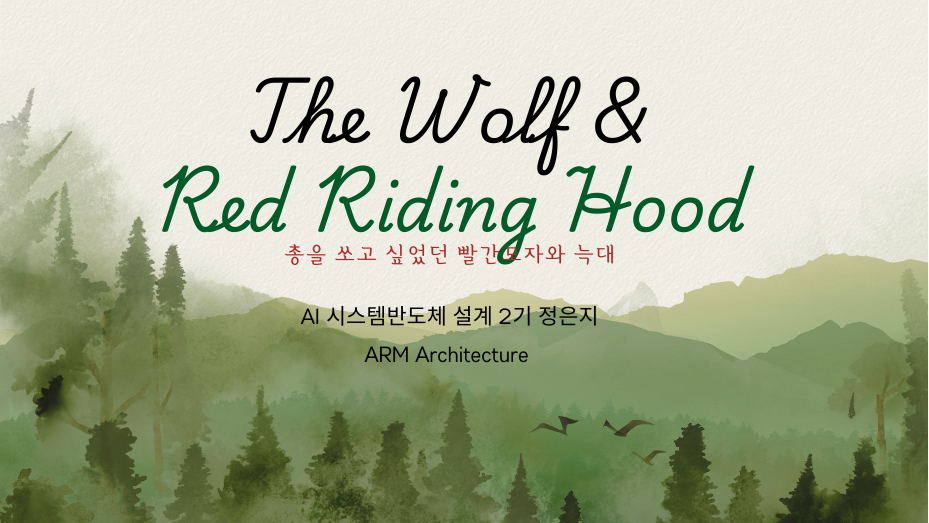 The Wolf &
Red Riding Hood
총을 쏘고 싶었던 빨간모자와 늑대
AI 시스템반도체 설계 2기 정은지
ARM Architecture